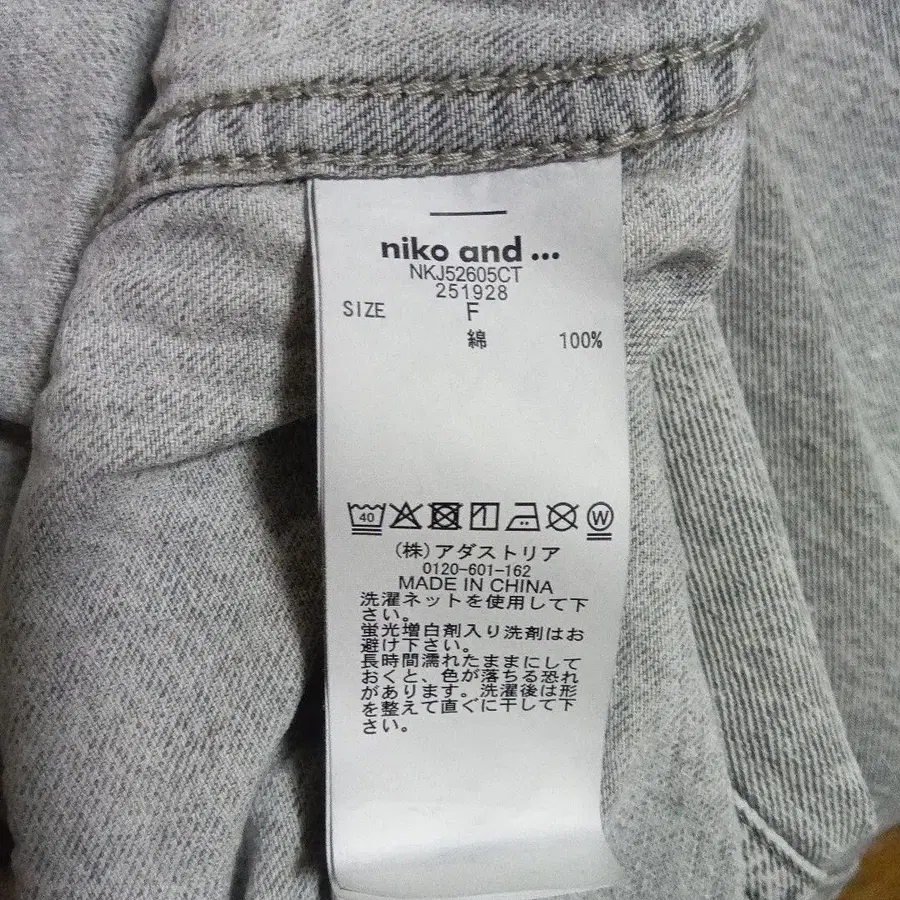 niko and ...
NKJ52605CT
251928
SIZE F
綿 100%
40 W
(株)アダストリア
0120-601-162
MADE IN CHINA
洗濯ネットを使用して下
さい。
蛍光増白剤入り洗剤はお
避け下さい。
長時間濡れたままにして
おくと、色が落ちる恐れ
があります。洗濯後は形
を整えて直ぐに干して下
さい。